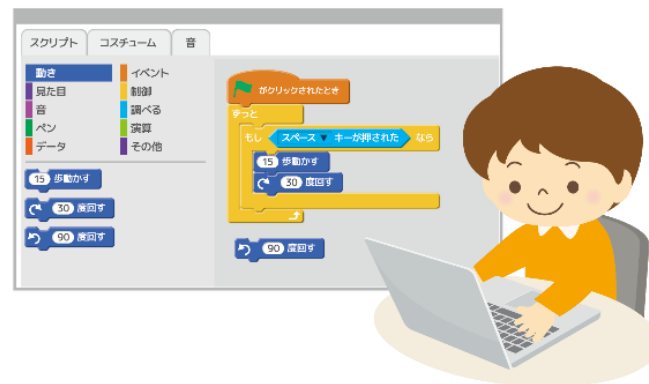 スクリプト コスチューム 音
動き イベント
見た目 制御
音 調べる
ペン 演算
データ その他
15 歩動かす
30 度回す
90 度回す
がクリックされたとき
ずっと
もし スペース キーが押された なら
15 歩動かす
30 度回す
90 度回す